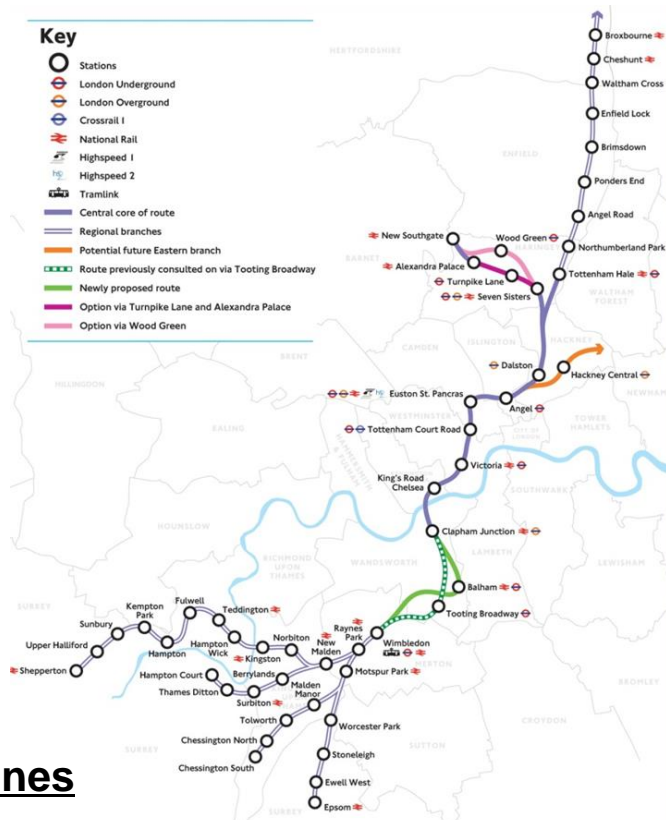 Key
Stations
London Underground
London Overground
Crossrail 1
National Rail
Highspeed 1
Highspeed 2
Tramlink
Central core of route
Regional branches
Potential future Eastern branch
Route previously consulted on via Tooting Broadway
Newly proposed route
Option via Turnpike Lane and Alexandra Palace
Option via Wood Green
HERTFORDSHIRE
Broxbourne
Cheshunt
Waltham Cross
Enfield Lock
Brimsdown
ENFIELD
Ponders End
Angel Road
New Southgate
Wood Green
HARINGEY
Northumberland Park
BARNET
Alexandra Palace
Turnpike Lane
Tottenham Hale
Seven Sisters
WALTHAM
FOREST
ISLINGTON
HACKNEY
CAMDEN
BRENT
Dalston
Hackney Central
HILLINGDON
Euston St. Pancras
hs2
NEWHAM
Angel
WESTMINSTER
TOWER
HAMLETS
EALING
Tottenham Court Road
CITY OF
LONDON
HAMMERSMITH
& FULHAM
Victoria
King's Road
Chelsea
SOUTHWARK
HOUNSLOW
Clapham Junction
RICHMOND
UPON
THAMES
WANDSWORTH
LAMBETH
LEWISHAM
Balham
SURREY
Tooting Broadway
Fulwell
Kempton
Park
Teddington
Raynes
Park
Sunbury
Norbiton
New
Malden
Wimbledon
Upper Halliford
Hampton
Hampton
Wick
Kingston
MERTON
Shepperton
Hampton Court
Berrylands
Motspur Park
BROMLEY
Thames Ditton
Malden
Manor
Surbiton
Tolworth
Worcester Park
CROYDON
Chessington North
SURREY
SUTTON
Stoneleigh
Chessington South
nes
Ewell West
Epsom
SURREY